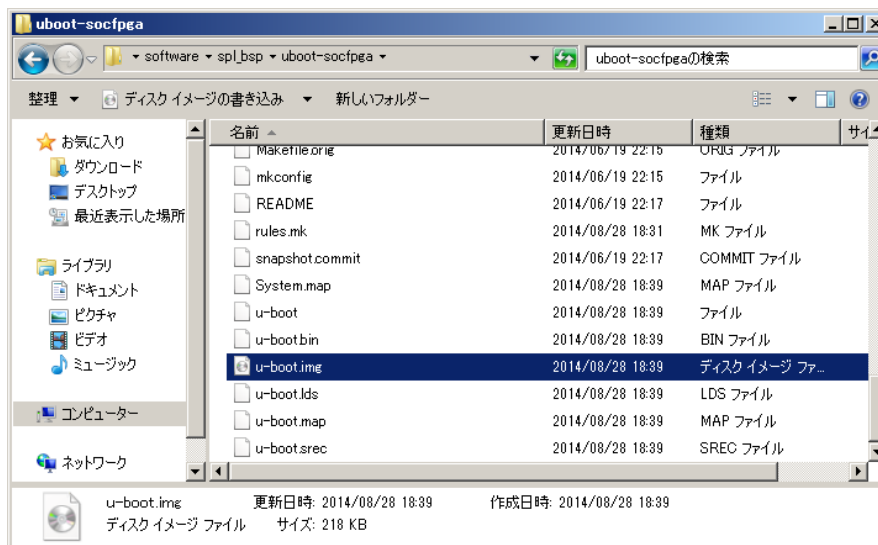 uboot-socfpga
software spl_bsp uboot-socfpga
uboot-socfpgaの検索
整理 ディスク イメージの書き込み 新しいフォルダー
お気に入り
ダウンロード
デスクトップ
最近表示した場所
ライブラリ
ドキュメント
ピクチャ
ビデオ
ミュージック
コンピューター
ネットワーク
名前 更新日時 種類 サイ
Makefile.orig 2014/06/19 22:15 ORIG ファイル
mkconfig 2014/06/19 22:15 ファイル
README 2014/06/19 22:17 ファイル
rules.mk 2014/08/28 18:31 MK ファイル
snapshot.commit 2014/06/19 22:17 COMMIT ファイル
System.map 2014/08/28 18:39 MAP ファイル
u-boot 2014/08/28 18:39 ファイル
u-boot.bin 2014/08/28 18:39 BIN ファイル
u-boot.img 2014/08/28 18:39 ディスク イメージ ファ...
u-boot.lds 2014/08/28 18:39 LDS ファイル
u-boot.map 2014/08/28 18:39 MAP ファイル
u-boot.srec 2014/08/28 18:39 SREC ファイル
u-boot.img 更新日時: 2014/08/28 18:39 作成日時: 2014/08/28 18:39
ディスク イメージ ファイル サイズ: 218 KB